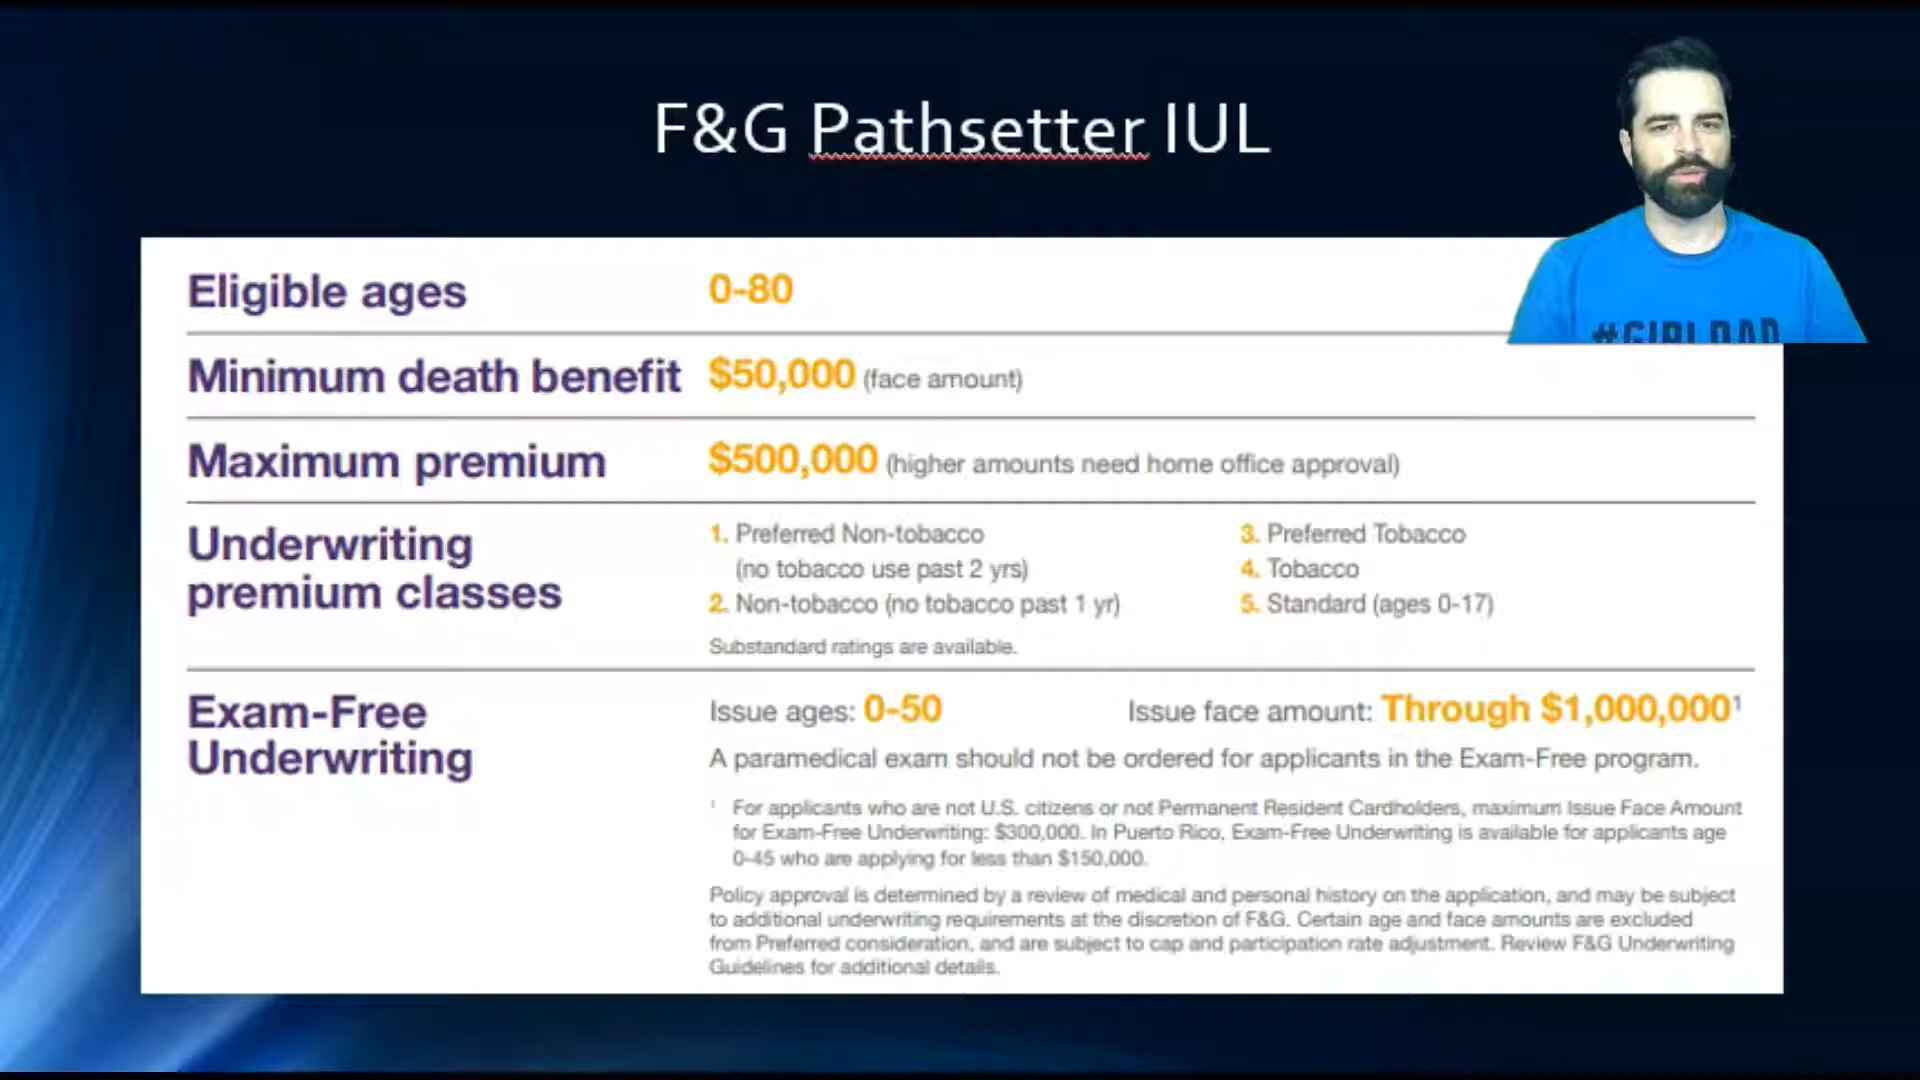 F&G Pathsetter IUL
Eligible ages 0-80
#GIRLDAD
Minimum death benefit $50,000 (face amount)
Maximum premium $500,000 (higher amounts need home office approval)
Underwriting premium classes
1. Preferred Non-tobacco
(no tobacco use past 2 yrs)
2. Non-tobacco (no tobacco past 1 yr)
3. Preferred Tobacco
4. Tobacco
5. Standard (ages 0-17)
Substandard ratings are available.
Exam-Free
Underwriting
Issue ages: 0-50 Issue face amount: Through $1,000,000¹
A paramedical exam should not be ordered for applicants in the Exam-Free program.
¹ For applicants who are not U.S. citizens or not Permanent Resident Cardholders, maximum Issue Face Amount
for Exam-Free Underwriting: $300,000. In Puerto Rico, Exam-Free Underwriting is available for applicants age
0-45 who are applying for less than $150,000.
Policy approval is determined by a review of medical and personal history on the application, and may be subject
to additional underwriting requirements at the discretion of F&G. Certain age and face amounts are excluded
from Preferred consideration, and are subject to cap and participation rate adjustment. Review F&G Underwriting
Guidelines for additional details.